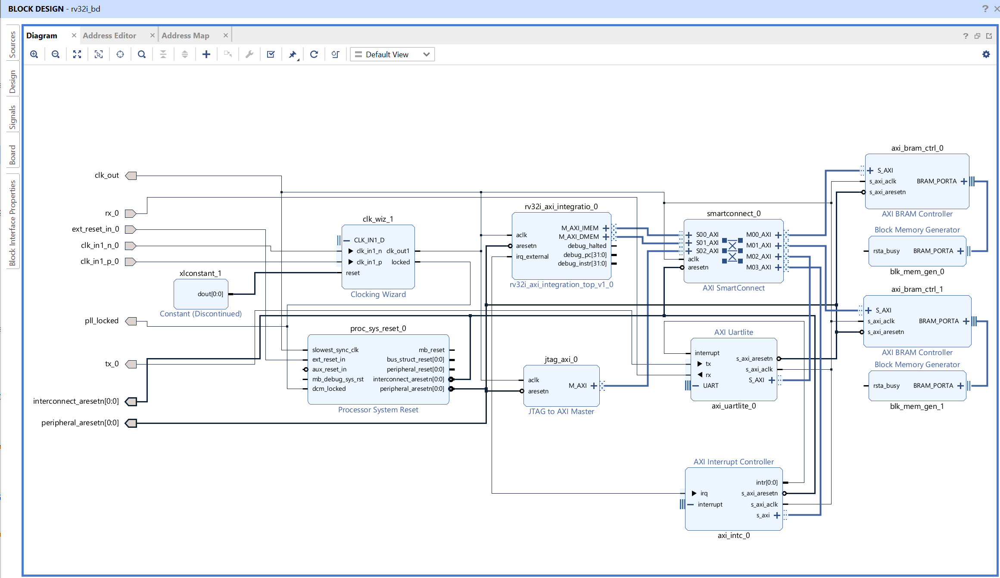 BLOCK DESIGN - rv32i_bd
Sources
Design
Signals
Board
Block Interface Properties
Diagram
Address Editor
Address Map
Default View
clk_out
rx_0
ext_reset_in_0
clk_in1_n_0
clk_in1_p_0
pll_locked
tx_0
interconnect_aresetn[0:0]
peripheral_aresetn[0:0]
xlconstant_1
dout[0:0]
Constant (Discontinued)
clk_wiz_1
CLK_IN1_D
clk_in1_n clk_out1
clk_in1_p locked
reset
Clocking Wizard
proc_sys_reset_0
slowest_sync_clk mb_reset
ext_reset_in bus_struct_reset[0:0]
aux_reset_in peripheral_reset[0:0]
mb_debug_sys_rst interconnect_aresetn[0:0]
dcm_locked peripheral_aresetn[0:0]
Processor System Reset
rv32i_axi_integratio_0
M_AXI_IMEM
aclk M_AXI_DMEM
aresetn debug_halted
irq_external debug_pc[31:0]
debug_instr[31:0]
rv32i_axi_integration_top_v1_0
jtag_axi_0
aclk
M_AXI
aresetn
JTAG to AXI Master
smartconnect_0
S00_AXI M00_AXI
S01_AXI M01_AXI
S02_AXI M02_AXI
aclk
aresetn M03_AXI
AXI SmartConnect
AXI Uartlite
interrupt
s_axi_aresetn
tx s_axi_aclk
rx S_AXI
UART
axi_uartlite_0
AXI Interrupt Controller
intr[0:0]
irq s_axi_aresetn
interrupt s_axi_aclk
s_axi
axi_intc_0
axi_bram_ctrl_0
S_AXI
s_axi_aclk BRAM_PORTA
s_axi_aresetn
AXI BRAM Controller
Block Memory Generator
rsta_busy BRAM_PORTA
blk_mem_gen_0
axi_bram_ctrl_1
S_AXI
s_axi_aclk BRAM_PORTA
s_axi_aresetn
AXI BRAM Controller
Block Memory Generator
rsta_busy BRAM_PORTA
blk_mem_gen_1